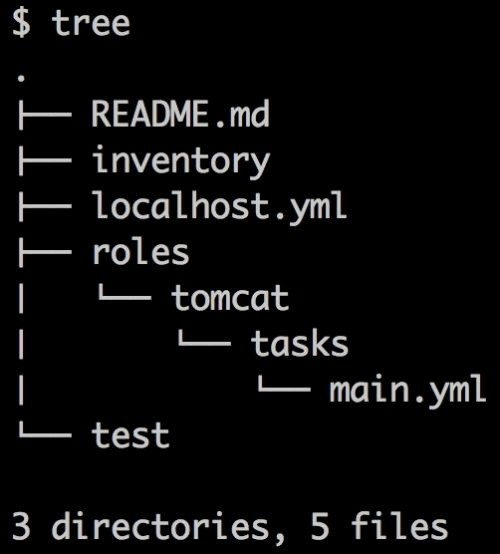 $ tree
.
├── README.md
├── inventory
├── localhost.yml
├── roles
│   └── tomcat
│       └── tasks
│           └── main.yml
└── test
3 directories, 5 files